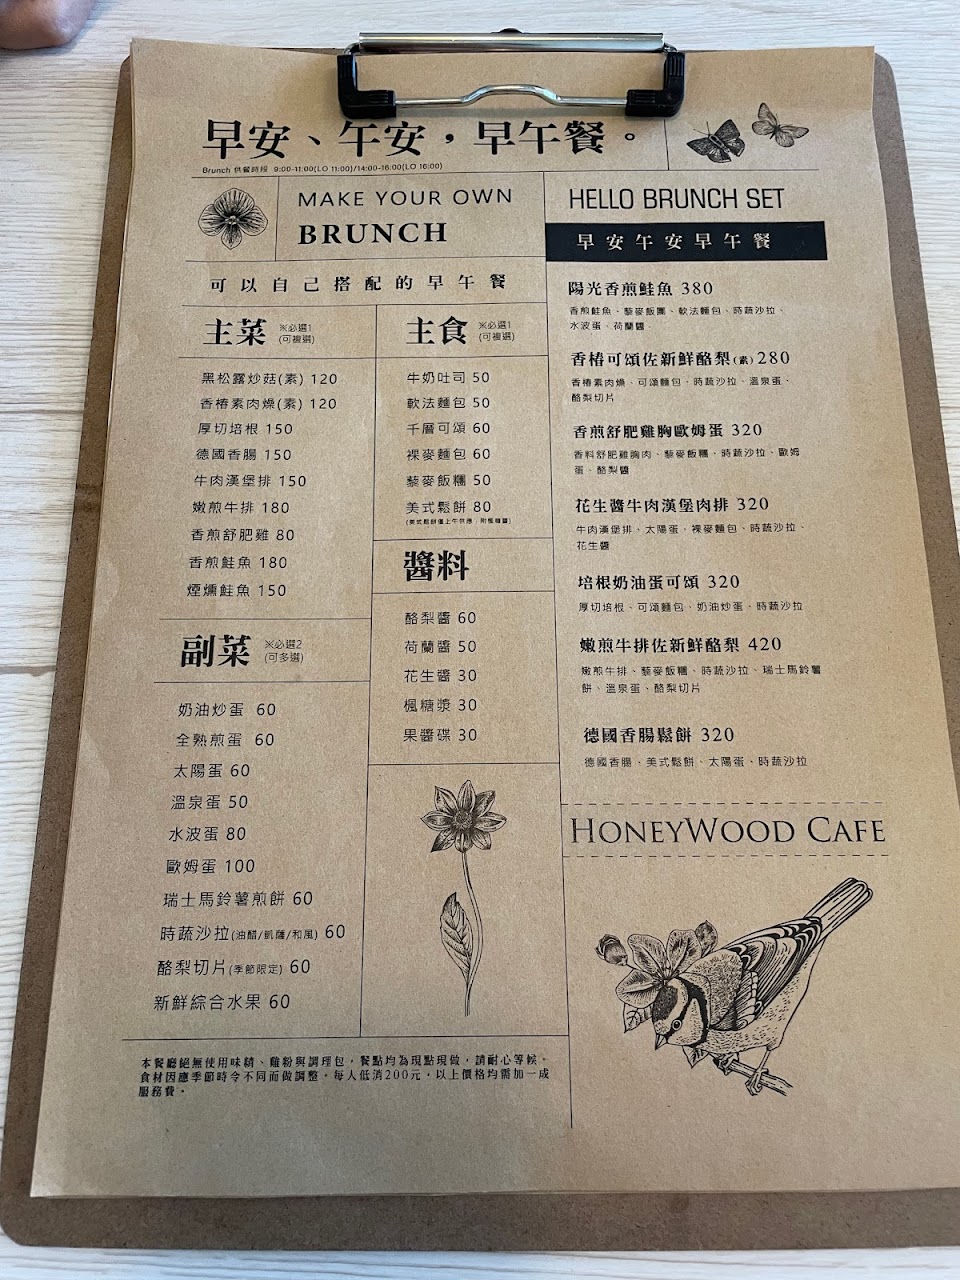 早安、午安，早午餐。
Brunch 供餐時段 9:00-11:00(LO 11:00)/14:00-16:00(LO 16:00)
MAKE YOUR OWN
BRUNCH
可以自己搭配的早午餐
主菜 ※必選1
(可複選)
黑松露炒菇(素) 120
香椿素肉燥(素) 120
厚切培根 150
德國香腸 150
牛肉漢堡排 150
嫩煎牛排 180
香煎舒肥雞 80
香煎鮭魚 180
煙燻鮭魚 150
副菜 ※必選2
(可多選)
奶油炒蛋 60
全熟煎蛋 60
太陽蛋 60
溫泉蛋 50
水波蛋 80
歐姆蛋 100
瑞士馬鈴薯煎餅 60
時蔬沙拉(油醋/凱薩/和風) 60
酪梨切片(季節限定) 60
新鮮綜合水果 60
主食 ※必選1
(可複選)
牛奶吐司 50
軟法麵包 50
千層可頌 60
裸麥麵包 60
藜麥飯糰 50
美式鬆餅 80
(美式鬆餅僅上午供應，附楓糖醬)
醬料
酪梨醬 60
荷蘭醬 50
花生醬 30
楓糖漿 30
果醬碟 30
HELLO BRUNCH SET
早安午安早午餐
陽光香煎鮭魚 380
香煎鮭魚、藜麥飯糰、軟法麵包、時蔬沙拉、
水波蛋、荷蘭醬
香椿可頌佐新鮮酪梨(素) 280
香椿素肉燥、可頌麵包、時蔬沙拉、溫泉蛋、
酪梨切片
香煎舒肥雞胸歐姆蛋 320
香料舒肥雞胸肉、藜麥飯糰、時蔬沙拉、歐姆
蛋、酪梨醬
花生醬牛肉漢堡肉排 320
牛肉漢堡排、太陽蛋、裸麥麵包、時蔬沙拉、
花生醬
培根奶油蛋可頌 320
厚切培根、可頌麵包、奶油炒蛋、時蔬沙拉
嫩煎牛排佐新鮮酪梨 420
嫩煎牛排、藜麥飯糰、時蔬沙拉、瑞士馬鈴薯
餅、溫泉蛋、酪梨切片
德國香腸鬆餅 320
德國香腸、美式鬆餅、太陽蛋、時蔬沙拉
HONEYWOOD CAFE
本餐廳絕無使用味精、雞粉與調理包，餐點均為現點現做，請耐心等候。
食材因應季節時令不同而做調整。每人低消200元，以上價格均需加一成
服務費。